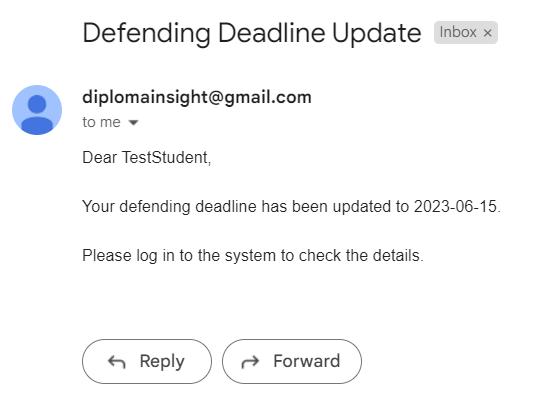 Defending Deadline Update Inbox ×
diplomainsight@gmail.com
to me
Dear TestStudent,
Your defending deadline has been updated to 2023-06-15.
Please log in to the system to check the details.
Reply Forward